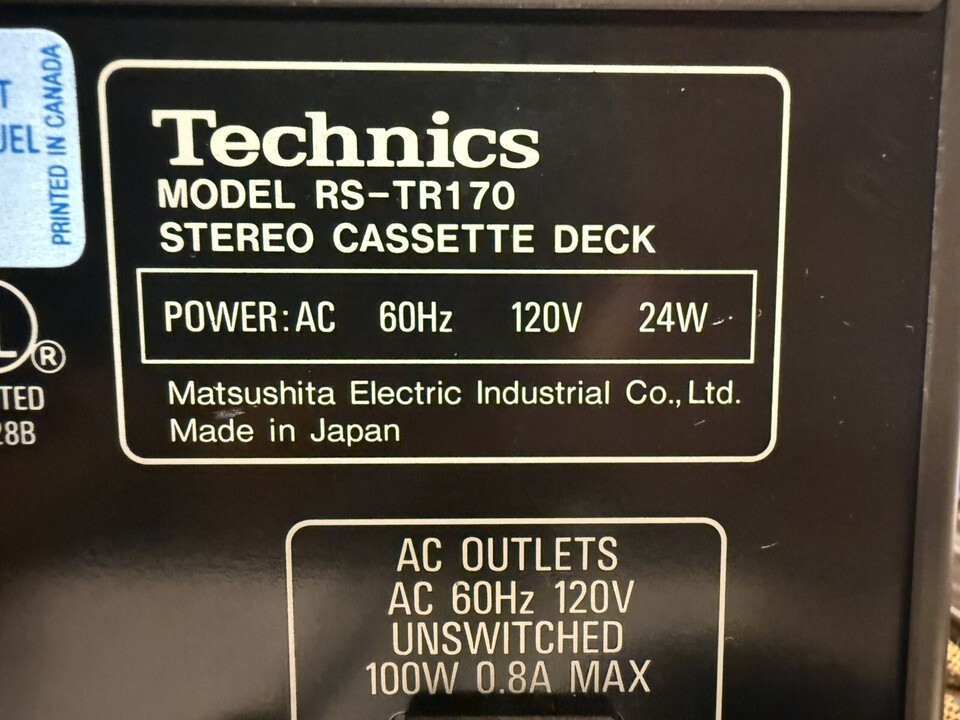 PRINTED IN CANADA
Technics
MODEL RS-TR170
STEREO CASSETTE DECK
POWER: AC 60Hz 120V 24W
Matsushita Electric Industrial Co., Ltd.
Made in Japan
®
28B
AC OUTLETS
AC 60Hz 120V
UNSWITCHED
100W 0.8A MAX